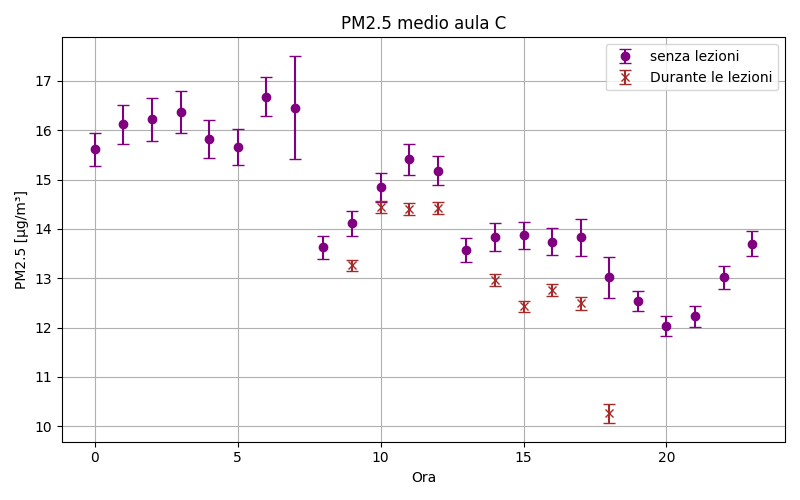 PM2.5 medio aula C
senza lezioni
Durante le lezioni
PM2.5 [µg/m³]
17
16
15
14
13
12
11
10
0 5 10 15 20
Ora